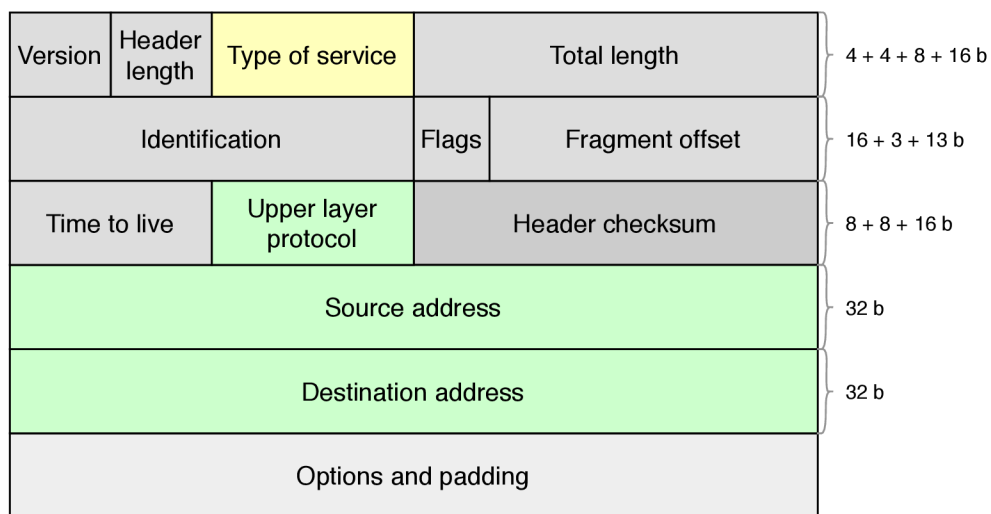 Version
Header
length
Type of service
Total length
4 + 4 + 8 + 16 b
Identification
Flags
Fragment offset
16 + 3 + 13 b
Time to live
Upper layer
protocol
Header checksum
8 + 8 + 16 b
Source address
32 b
Destination address
32 b
Options and padding